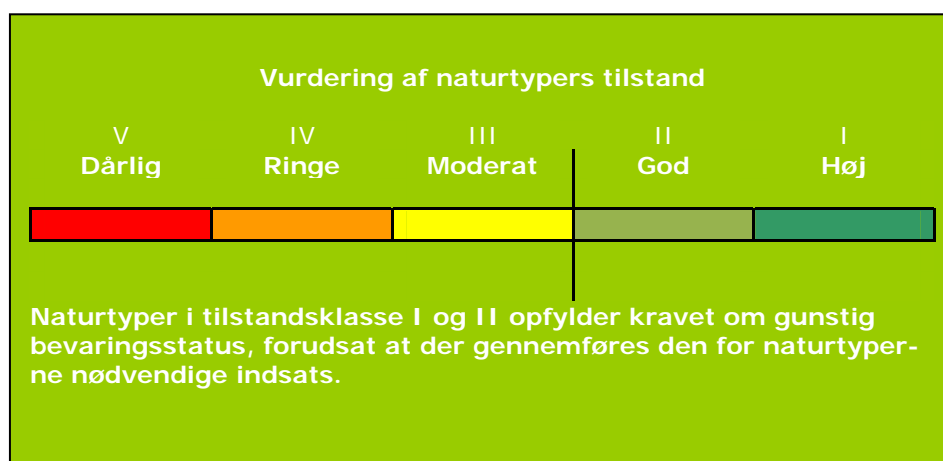 Vurdering af naturtypers tilstand
V IV III II I
Dårlig Ringe Moderat God Høj
Naturtyper i tilstandsklasse I og II opfylder kravet om gunstig
bevaringsstatus, forudsat at der gennemføres den for naturtyper-
ne nødvendige indsats.